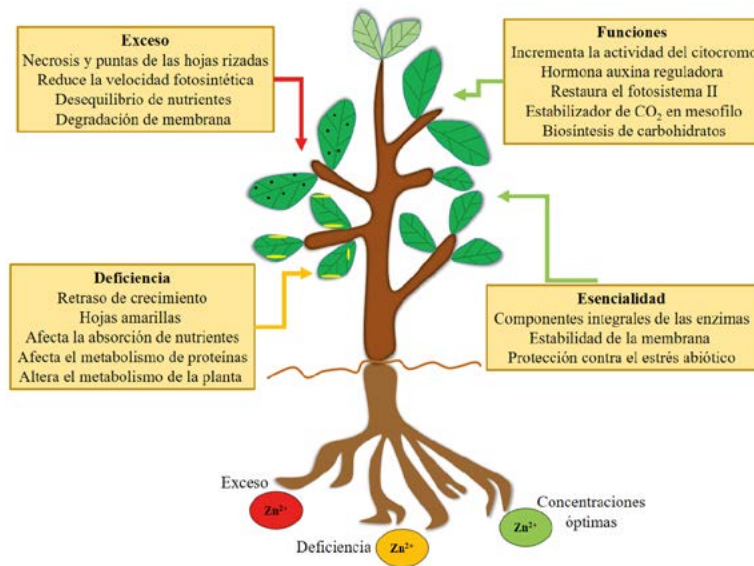 Exceso
Necrosis y puntas de las hojas rizadas
Reduce la velocidad fotosintética
Desequilibrio de nutrientes
Degradación de membrana
Funciones
Incrementa la actividad del citocromo
Hormona auxina reguladora
Restaura el fotosistema II
Estabilizador de CO₂ en mesofilo
Biosíntesis de carbohidratos
Deficiencia
Retraso de crecimiento
Hojas amarillas
Afecta la absorción de nutrientes
Afecta el metabolismo de proteínas
Altera el metabolismo de la planta
Esencialidad
Componentes integrales de las enzimas
Estabilidad de la membrana
Protección contra el estrés abiótico
Exceso
Zn²⁺
Deficiencia
Zn²⁺
Concentraciones
óptimas
Zn²⁺